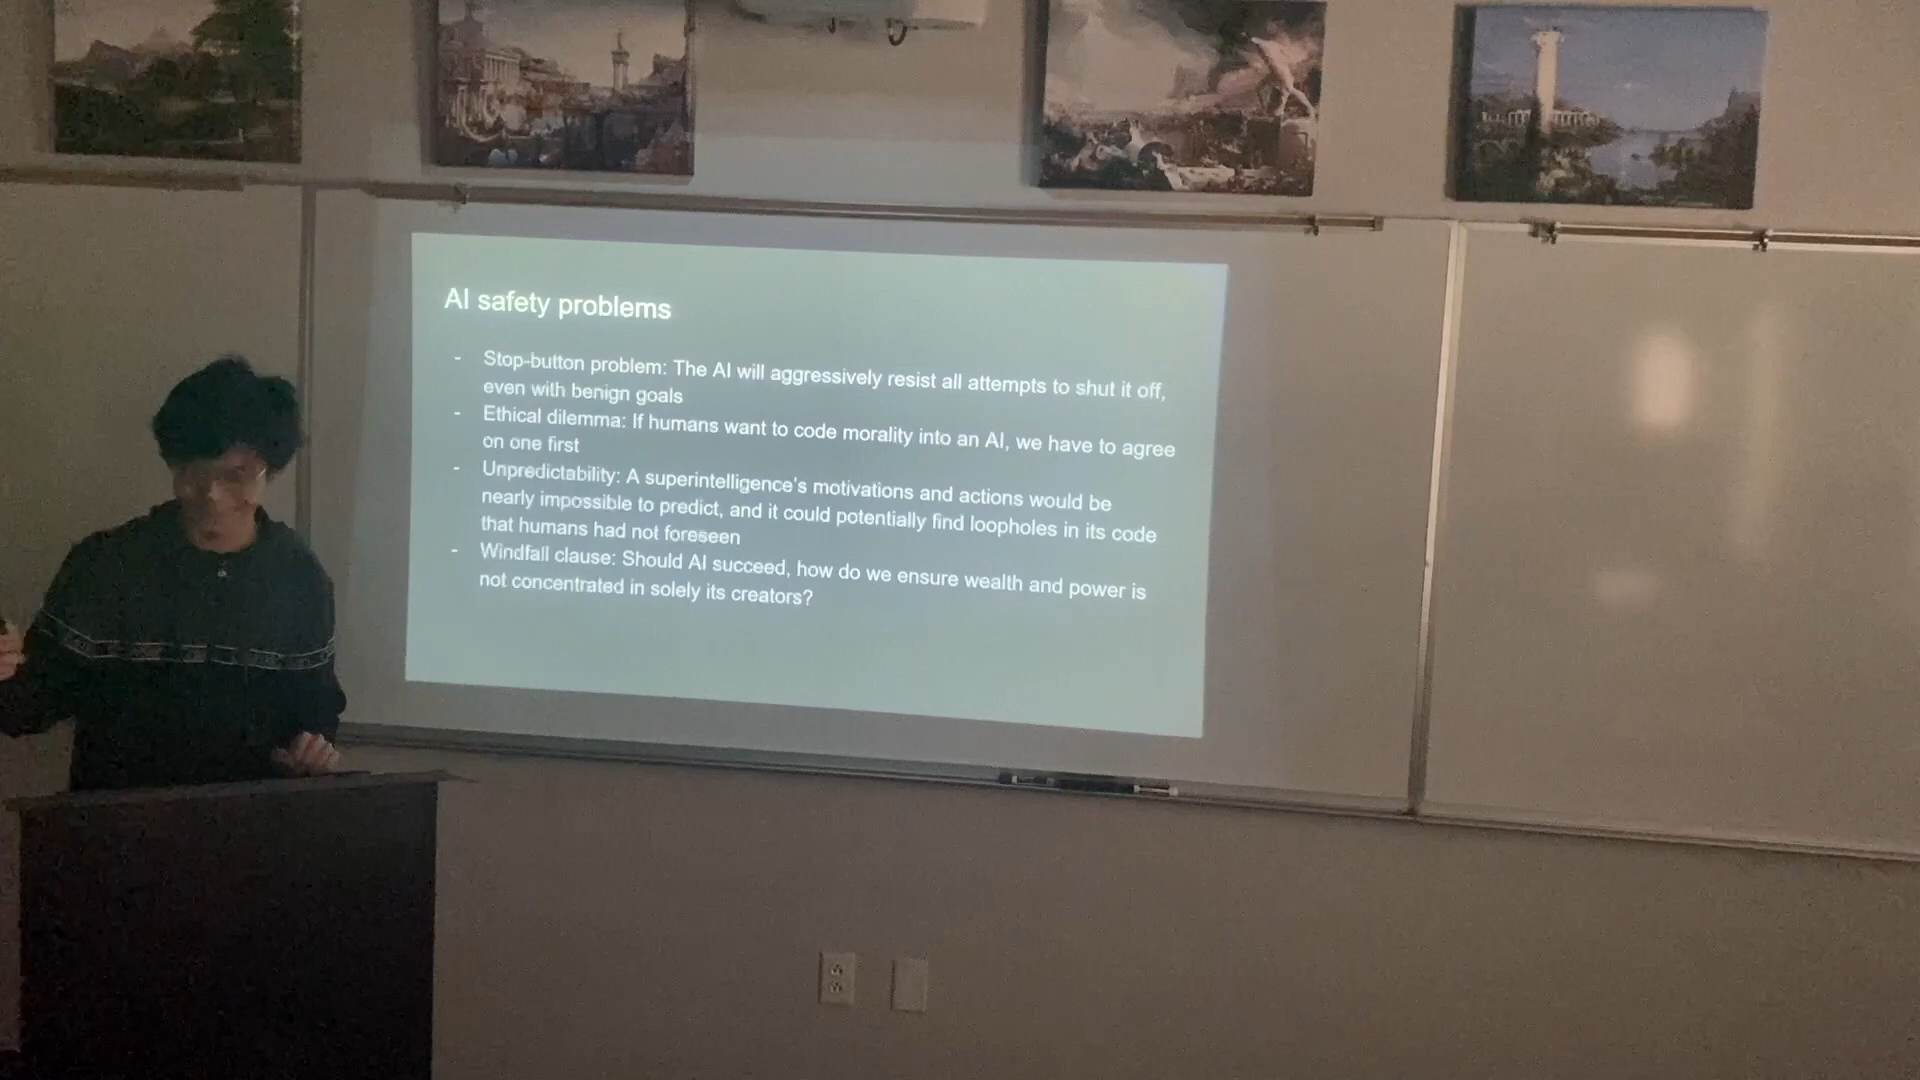 AI safety problems
- Stop-button problem: The AI will aggressively resist all attempts to shut it off,
even with benign goals
- Ethical dilemma: If humans want to code morality into an AI, we have to agree
on one first
- Unpredictability: A superintelligence's motivations and actions would be
nearly impossible to predict, and it could potentially find loopholes in its code
that humans had not foreseen
- Windfall clause: Should AI succeed, how do we ensure wealth and power is
not concentrated in solely its creators?